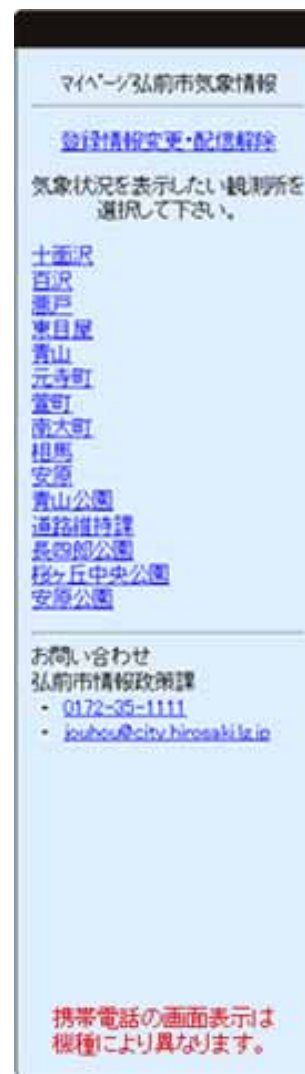 マイページ弘前市気象情報
登録情報変更・配信解除
気象状況を表示したい観測所を
選択して下さい。
十面沢
百沢
悪戸
東目屋
青山
元寺町
萱町
南大町
相馬
安原
青山公園
道路維持課
長四郎公園
桜ヶ丘中央公園
安原公園
お問い合わせ
弘前市情報政策課
・ 0172-35-1111
・ jouhou@city.hirosaki.lg.jp
携帯電話の画面表示は
機種により異なります。